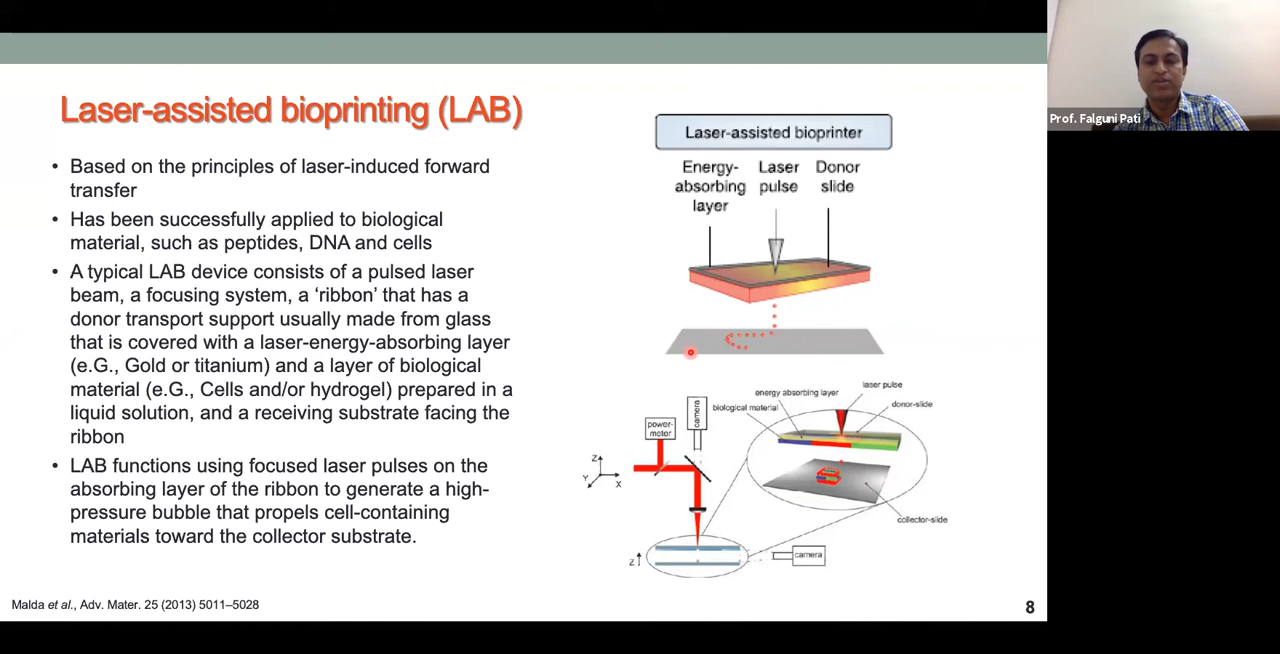 Laser-assisted bioprinting (LAB)
• Based on the principles of laser-induced forward
transfer
• Has been successfully applied to biological
material, such as peptides, DNA and cells
• A typical LAB device consists of a pulsed laser
beam, a focusing system, a ‘ribbon’ that has a
donor transport support usually made from glass
that is covered with a laser-energy-absorbing layer
(e.G., Gold or titanium) and a layer of biological
material (e.G., Cells and/or hydrogel) prepared in a
liquid solution, and a receiving substrate facing the
ribbon
• LAB functions using focused laser pulses on the
absorbing layer of the ribbon to generate a high-
pressure bubble that propels cell-containing
materials toward the collector substrate.
Malda et al., Adv. Mater. 25 (2013) 5011–5028
Laser-assisted bioprinter
Energy-
absorbing
layer
Laser
pulse
Donor
slide
laser pulse
energy absorbing layer
donor-slide
biological material
camera
power-
meter
Z
Y
X
collector-slide
Z
camera
8
Prof. Falguni Pati